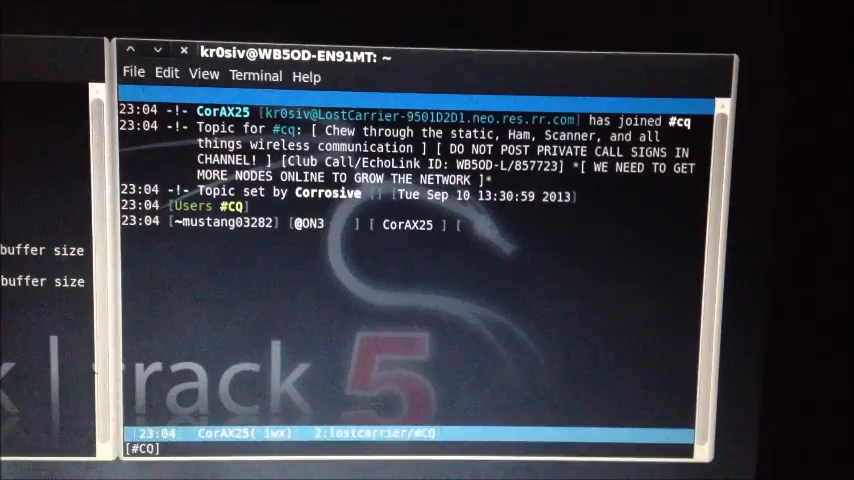 kr0siv@WB5OD-EN91MT: ~
File Edit View Terminal Help
23:04 -!- CorAX25 [kr0siv@LostCarrier-9501D2D1.neo.res.rr.com] has joined #cq
23:04 -!- Topic for #cq: [ Chew through the static, Ham, Scanner, and all
things wireless communication ] [ DO NOT POST PRIVATE CALL SIGNS IN
CHANNEL! ] [Club Call/EchoLink ID: WB5OD-L/857723] *[ WE NEED TO GET
MORE NODES ONLINE TO GROW THE NETWORK ]*
23:04 -!- Topic set by Corrosive [] [Tue Sep 10 13:30:59 2013]
23:04 [Users #CQ]
23:04 [~mustang03282] [@ON3 ] [ CorAX25 ] [
buffer size
buffer size
k | track 5
[23:04 CorAX25( iwx) 2:lostcarrier/#CQ
[#CQ]